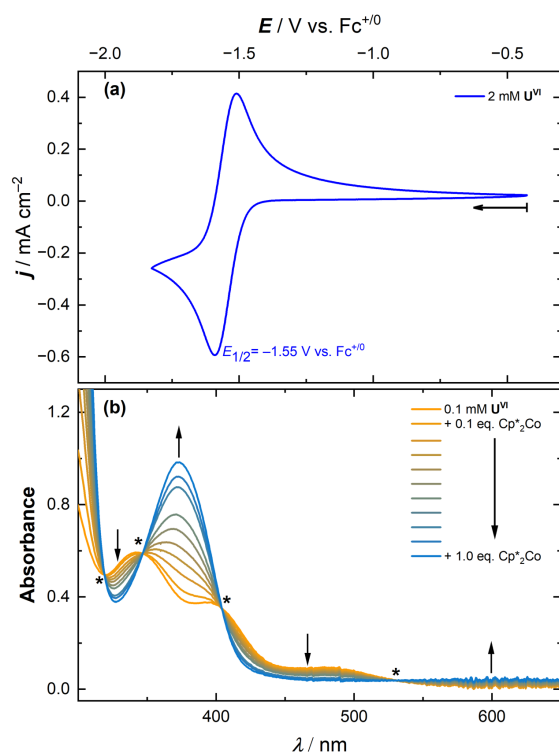 E / V vs. Fc⁺ᐟ⁰
−2.0 −1.5 −1.0 −0.5
(a)
2 mM Uⱽᴵ
0.4
0.2
0.0
−0.2
−0.4
−0.6
j / mA cm⁻²
E₁/₂= −1.55 V vs. Fc⁺ᐟ⁰
(b)
0.1 mM Uⱽᴵ
+ 0.1 eq. Cp*₂Co
+ 1.0 eq. Cp*₂Co
1.2
0.8
0.4
0.0
Absorbance
* * * *
400 500 600
λ / nm